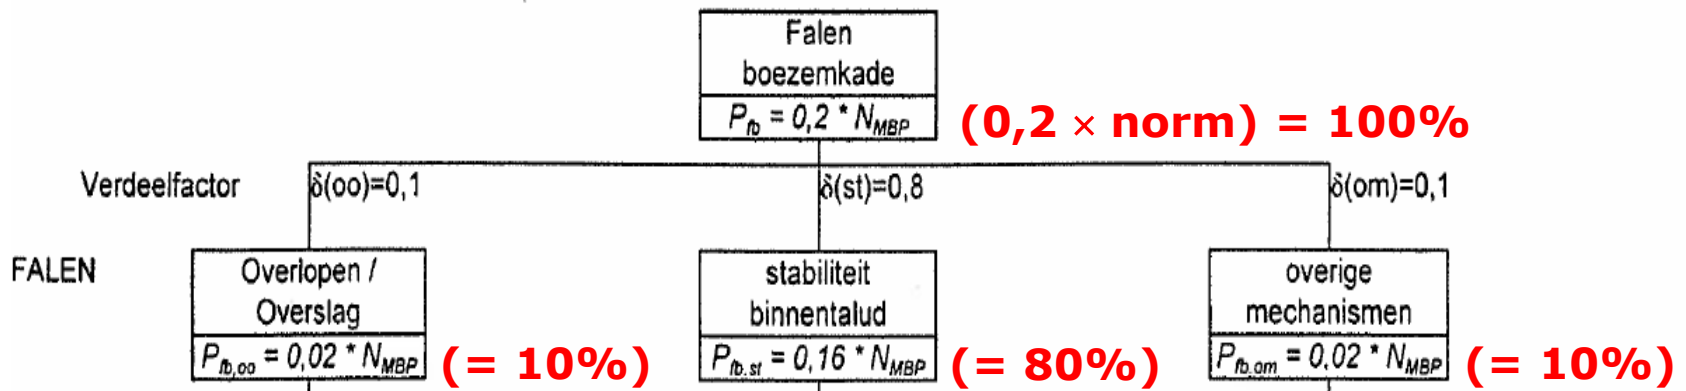 Falen
boezemkade
P_fb = 0,2 * N_MBP
(0,2 × norm) = 100%
Verdeelfactor
δ(oo)=0,1
δ(st)=0,8
δ(om)=0,1
FALEN
Overlopen /
Overslag
P_fb,oo = 0,02 * N_MBP
(= 10%)
stabiliteit
binnentalud
P_fb.st = 0,16 * N_MBP
(= 80%)
overige
mechanismen
P_fb.om = 0,02 * N_MBP
(= 10%)